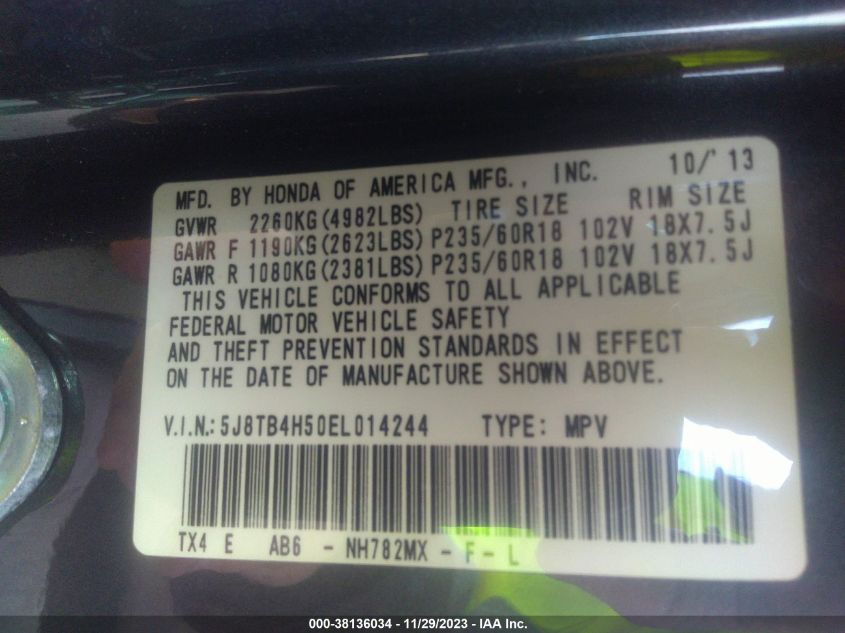 MFD. BY HONDA OF AMERICA MFG., INC. 10/'13
GVWR 2260KG(4982LBS) TIRE SIZE RIM SIZE
GAWR F 1190KG(2623LBS) P235/60R18 102V 18X7.5J
GAWR R 1080KG(2381LBS) P235/60R18 102V 18X7.5J
THIS VEHICLE CONFORMS TO ALL APPLICABLE
FEDERAL MOTOR VEHICLE SAFETY
AND THEFT PREVENTION STANDARDS IN EFFECT
ON THE DATE OF MANUFACTURE SHOWN ABOVE.
V.I.N.: 5J8TB4H50EL014244 TYPE: MPV
TX4 E AB6 - NH782MX - F - L
000-38136034 - 11/29/2023 - IAA Inc.